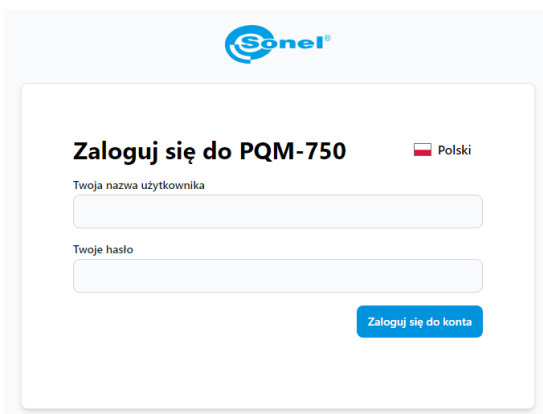 Sonel®
Zaloguj się do PQM-750
Polski
Twoja nazwa użytkownika
Twoje hasło
Zaloguj się do konta